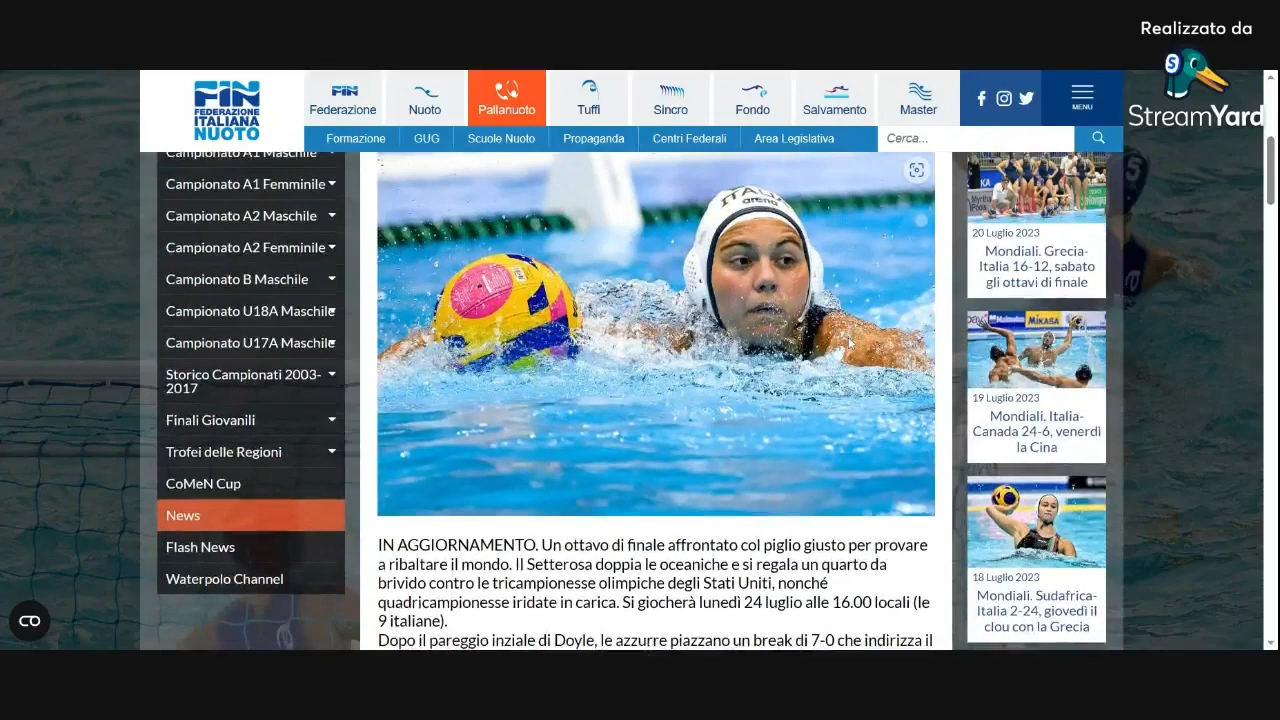 Realizzato da
StreamYard
FIN
FEDERAZIONE
ITALIANA
NUOTO
FIN
Federazione
Nuoto
Pallanuoto
Tuffi
Sincro
Fondo
Salvamento
Master
MENU
Formazione
GUG
Scuole Nuoto
Propaganda
Centri Federali
Area Legislativa
Cerca...
Campionato A1 Maschile
Campionato A1 Femminile
Campionato A2 Maschile
Campionato A2 Femminile
Campionato B Maschile
Campionato U18A Maschile
Campionato U17A Maschile
Storico Campionati 2003-
2017
Finali Giovanili
Trofei delle Regioni
CoMeN Cup
News
Flash News
Waterpolo Channel
ITALIA
arena
IN AGGIORNAMENTO. Un ottavo di finale affrontato col piglio giusto per provare
a ribaltare il mondo. Il Setterosa doppia le oceaniche e si regala un quarto da
brivido contro le tricampionesse olimpiche degli Stati Uniti, nonché
quadricampionesse iridate in carica. Si giocherà lunedì 24 luglio alle 16.00 locali (le
9 italiane).
Dopo il pareggio inziale di Doyle, le azzurre piazzano un break di 7-0 che indirizza il
20 Luglio 2023
Mondiali. Grecia-
Italia 16-12, sabato
gli ottavi di finale
MIKASA
19 Luglio 2023
Mondiali. Italia-
Canada 24-6, venerdì
la Cina
18 Luglio 2023
Mondiali. Sudafrica-
Italia 2-24, giovedì il
clou con la Grecia